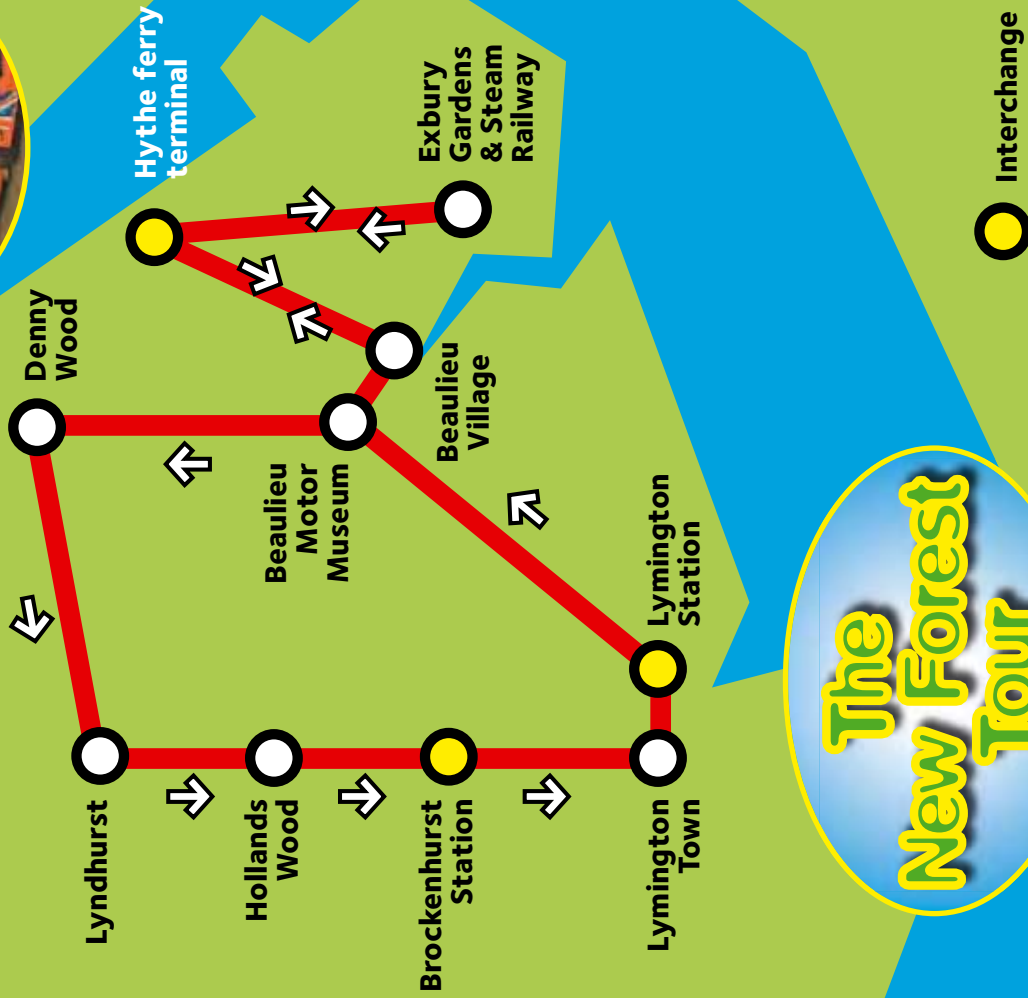 Hythe ferry
terminal
Exbury
Gardens
& Steam
Railway
Denny
Wood
Beaulieu
Village
Beaulieu
Motor
Museum
Lymington
Station
Lyndhurst
Hollands
Wood
Brockenhurst
Station
Lymington
Town
Interchange
The
New Forest
Tour